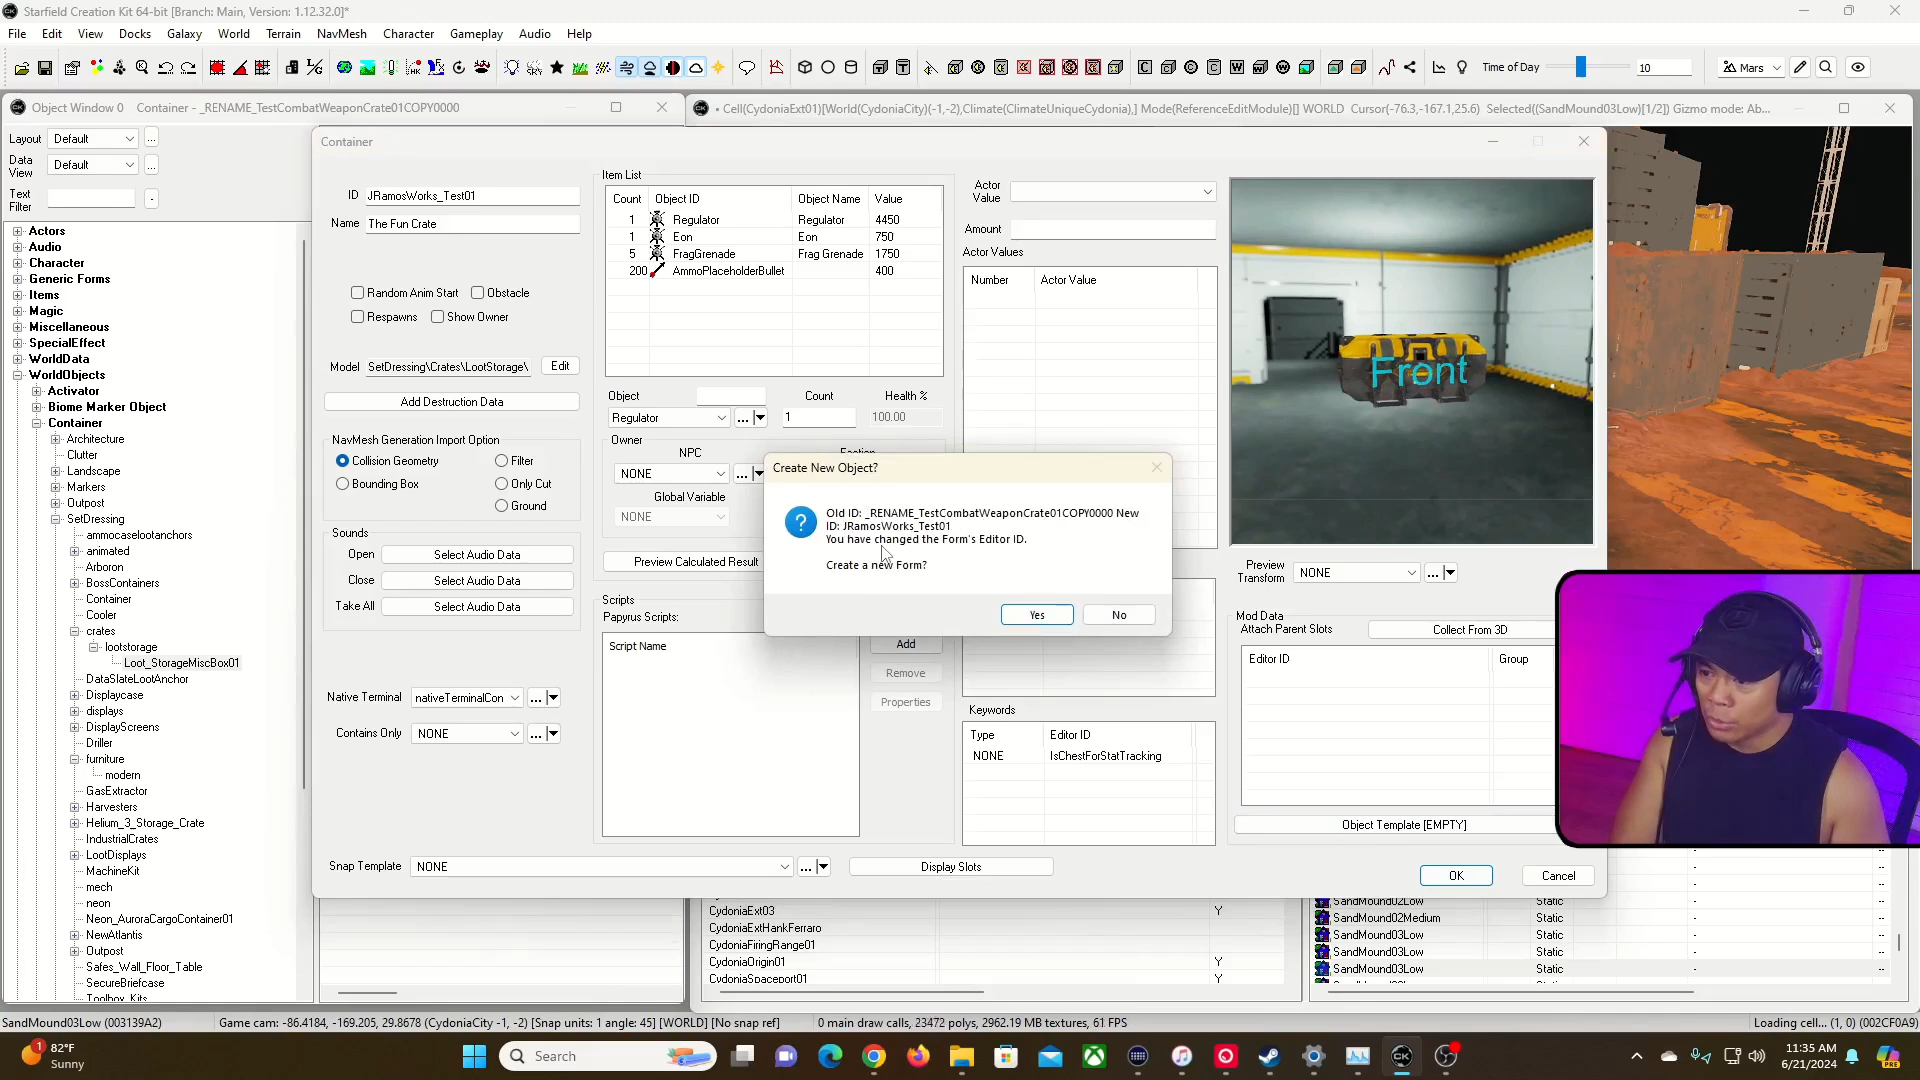 Starfield Creation Kit 64-bit [Branch: Main, Version: 1.12.32.0]*
File Edit View Docks Galaxy World Terrain NavMesh Character Gameplay Audio Help
Time of Day 10 Mars
Object Window 0 Container - _RENAME_TestCombatWeaponCrate01COPY0000
• Cell(CydoniaExt01)[World(CydoniaCity)(-1,-2),Climate(ClimateUniqueCydonia),] Mode(ReferenceEditModule)[] WORLD Cursor(-76.3,-167.1,25.6) Selected((SandMound03Low)[1/2]) Gizmo mode: Ab...
Layout Default ...
Data View Default ...
Text Filter
Actors
Audio
Character
Generic Forms
Items
Magic
Miscellaneous
SpecialEffect
WorldData
WorldObjects
Activator
Biome Marker Object
Container
Architecture
Clutter
Landscape
Markers
Outpost
SetDressing
ammocaselootanchors
animated
Arboron
BossContainers
Container
Cooler
crates
lootstorage
Loot_StorageMiscBox01
DataSlateLootAnchor
Displaycase
displays
DisplayScreens
Driller
furniture
modern
GasExtractor
Harvesters
Helium_3_Storage_Crate
IndustrialCrates
LootDisplays
MachineKit
mech
neon
Neon_AuroraCargoContainer01
NewAtlantis
Outpost
Safes_Wall_Floor_Table
SecureBriefcase
Toolbox_Kits
Container
ID JRamosWorks_Test01
Name The Fun Crate
Random Anim Start Obstacle
Respawns Show Owner
Model SetDressing\Crates\LootStorage\ Edit
Add Destruction Data
NavMesh Generation Import Option
Collision Geometry Filter
Bounding Box Only Cut
Ground
Sounds
Open Select Audio Data
Close Select Audio Data
Take All Select Audio Data
Native Terminal nativeTerminalCon ...
Contains Only NONE ...
Snap Template NONE ... Display Slots
Item List
Count Object ID Object Name Value
1 Regulator Regulator 4450
1 Eon Eon 750
5 FragGrenade Frag Grenade 1750
200 AmmoPlaceholderBullet 400
Object Count Health %
Regulator ... 1 100.00
Owner
NPC
NONE ...
Global Variable
NONE
Preview Calculated Result
Scripts
Papyrus Scripts:
Script Name
Add
Remove
Properties
Actor Value
Amount
Actor Values
Number Actor Value
Keywords
Type Editor ID
NONE IsChestForStatTracking
Front
Preview Transform NONE ...
Mod Data
Attach Parent Slots Collect From 3D
Editor ID Group
Object Template [EMPTY]
OK Cancel
Create New Object?
Old ID: _RENAME_TestCombatWeaponCrate01COPY0000 New
ID: JRamosWorks_Test01
You have changed the Form's Editor ID.
Create a new Form?
Yes No
CydoniaExt03 Y
CydoniaExtHankFerraro
CydoniaFiringRange01
CydoniaOrigin01 Y
CydoniaSpaceport01 Y
SandMound02Low Static - --
SandMound02Medium Static - --
SandMound03Low Static - --
SandMound03Low Static - --
SandMound03Low Static - --
SandMound03Low (003139A2) Game cam: -86.4184, -169.205, 29.8678 (CydoniaCity -1, -2) [Snap units: 1 angle: 45] [WORLD] [No snap ref] 0 main draw calls, 23472 polys, 2962.19 MB textures, 61 FPS Loading cell... (1, 0) (002CF0A9)
1 82°F
Sunny
Search
11:35 AM
6/21/2024
PRE